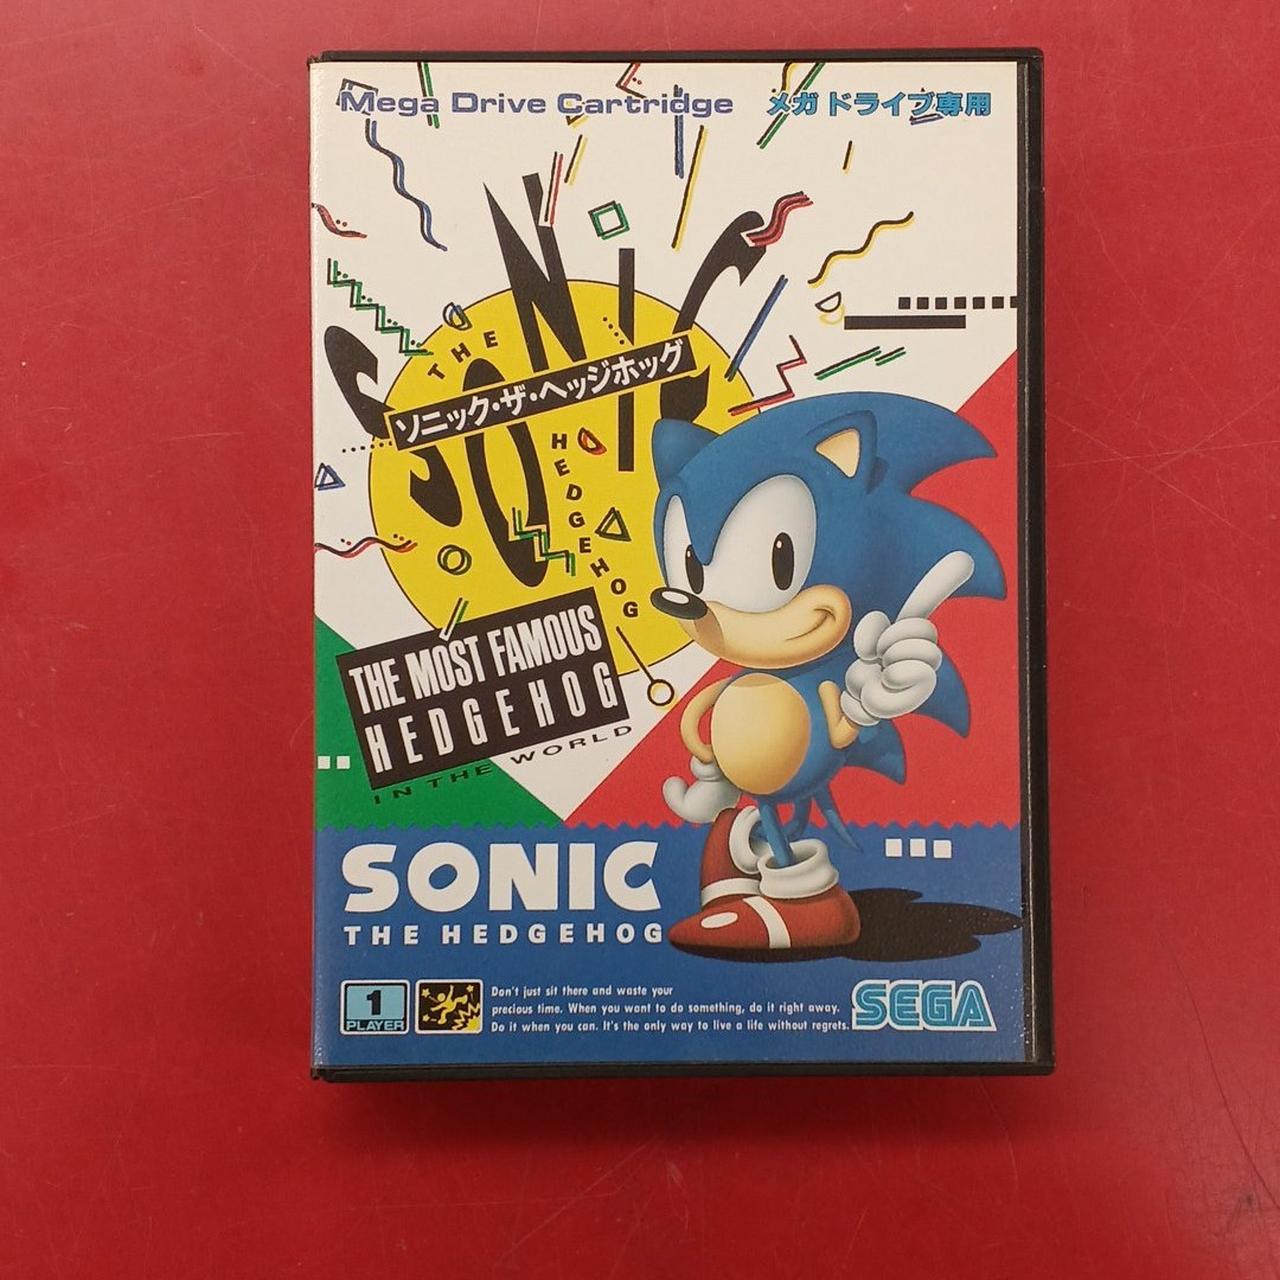 Mega Drive Cartridge メガドライブ専用
THE
SONIC
ソニック・ザ・ヘッジホッグ
HEDGEHOG
THE MOST FAMOUS
HEDGEHOG
IN THE WORLD
SONIC
THE HEDGEHOG
1
PLAYER
Don't just sit there and waste your
precious time. When you want to do something, do it right away.
Do it when you can. It's the only way to live a life without regrets.
SEGA